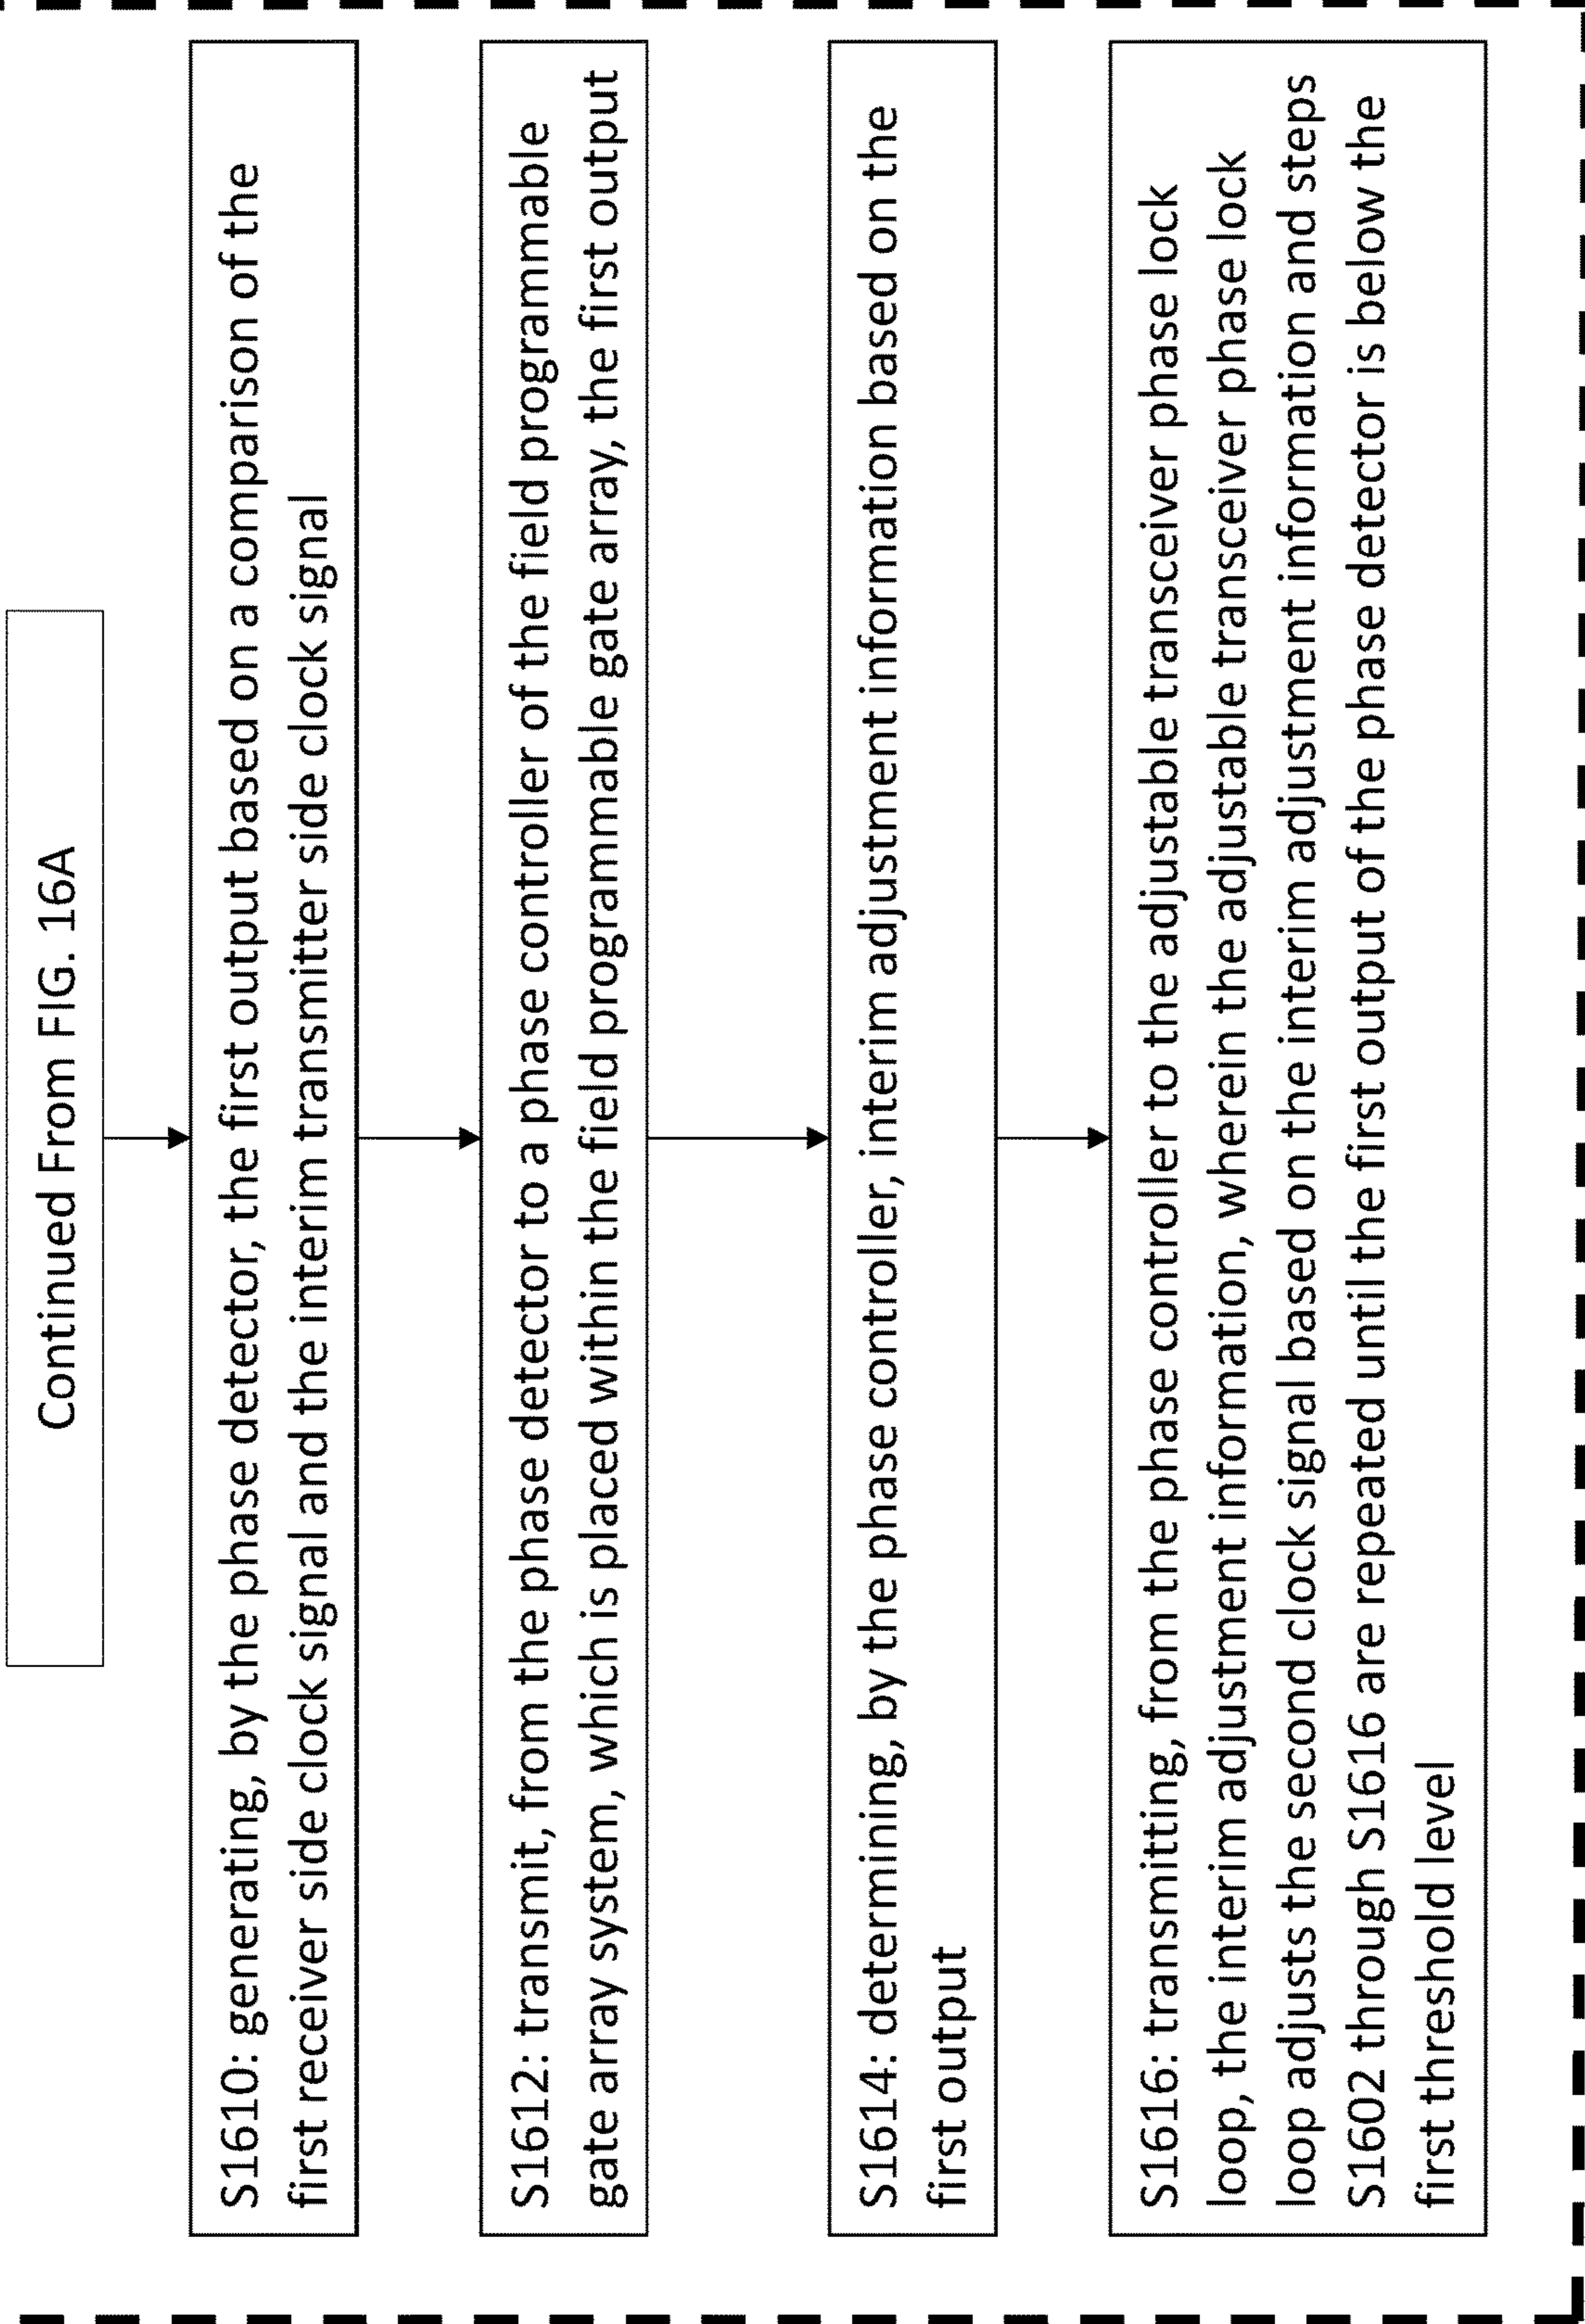 Continued From FIG. 16A
S1610: generating, by the phase detector, the first output based on a comparison of the
first receiver side clock signal and the interim transmitter side clock signal
S1612: transmit, from the phase detector to a phase controller of the field programmable
gate array system, which is placed within the field programmable gate array, the first output
S1614: determining, by the phase controller, interim adjustment information based on the
first output
S1616: transmitting, from the phase controller to the adjustable transceiver phase lock
loop, the interim adjustment information, wherein the adjustable transceiver phase lock
loop adjusts the second clock signal based on the interim adjustment information and steps
S1602 through S1616 are repeated until the first output of the phase detector is below the
first threshold level